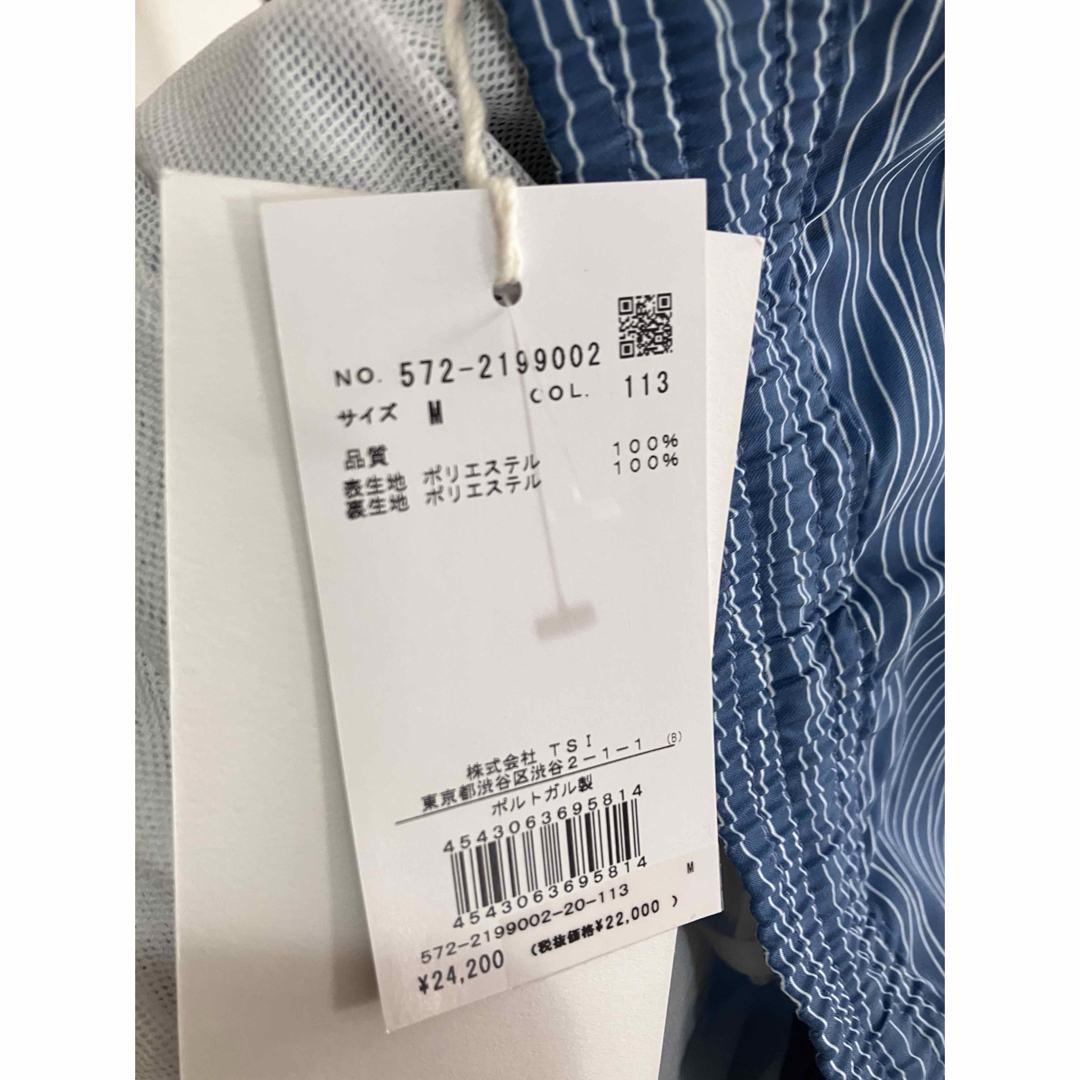 NO. 572-2199002
サイズ M COL. 113
品質
表生地 ポリエステル 100%
裏生地 ポリエステル 100%
株式会社 TSI
東京都渋谷区渋谷2-1-1 (B)
ポルトガル製
4543063695814
4543063695814
572-2199002-20-113 M
¥24,200 (税抜価格¥22,000 )